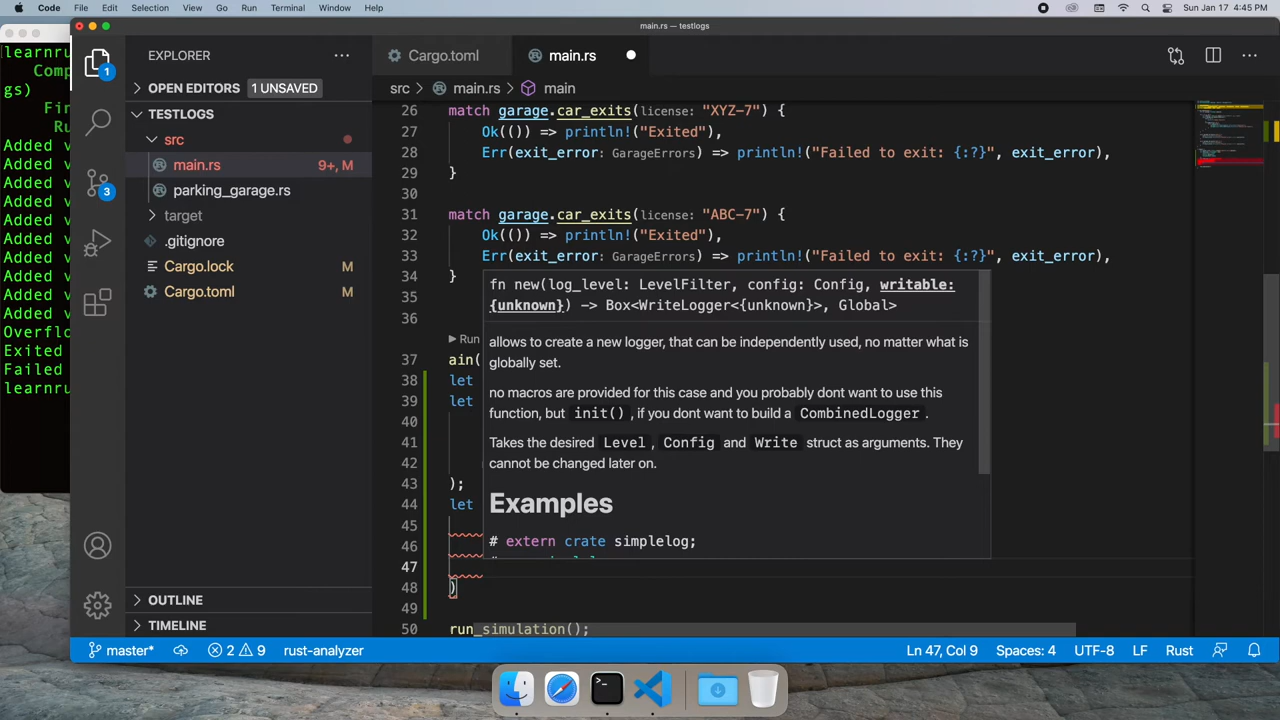 Code File Edit Selection View Go Run Terminal Window Help Sun Jan 17 4:45 PM
main.rs — testlogs
learnru
Comp
gs)
Fir
Ru
Added v
Added v
Added v
Added v
Added v
Added v
Added v
Added v
Added v
Added v
Overflo
Exited
Failed
learnru
EXPLORER
OPEN EDITORS 1 UNSAVED
TESTLOGS
src
main.rs 9+, M
parking_garage.rs
target
.gitignore
Cargo.lock M
Cargo.toml M
OUTLINE
TIMELINE
1
3
Cargo.toml main.rs
src > main.rs > main
26 match garage.car_exits(license: "XYZ-7") {
27 Ok(()) => println!("Exited"),
28 Err(exit_error: GarageErrors) => println!("Failed to exit: {:?}", exit_error),
29 }
30
31 match garage.car_exits(license: "ABC-7") {
32 Ok(()) => println!("Exited"),
33 Err(exit_error: GarageErrors) => println!("Failed to exit: {:?}", exit_error),
34 }
35
36
Run
37 ain(
38 let
39 let
40
41
42
43 );
44 let
45
46
47
48 )
49
50 run_simulation();
fn new(log_level: LevelFilter, config: Config, writable:
{unknown}) -> Box<WriteLogger<{unknown}>, Global>
allows to create a new logger, that can be independently used, no matter what is
globally set.
no macros are provided for this case and you probably dont want to use this
function, but init() , if you dont want to build a CombinedLogger .
Takes the desired Level , Config and Write struct as arguments. They
cannot be changed later on.
Examples
# extern crate simplelog;
master* 2 9 rust-analyzer Ln 47, Col 9 Spaces: 4 UTF-8 LF Rust